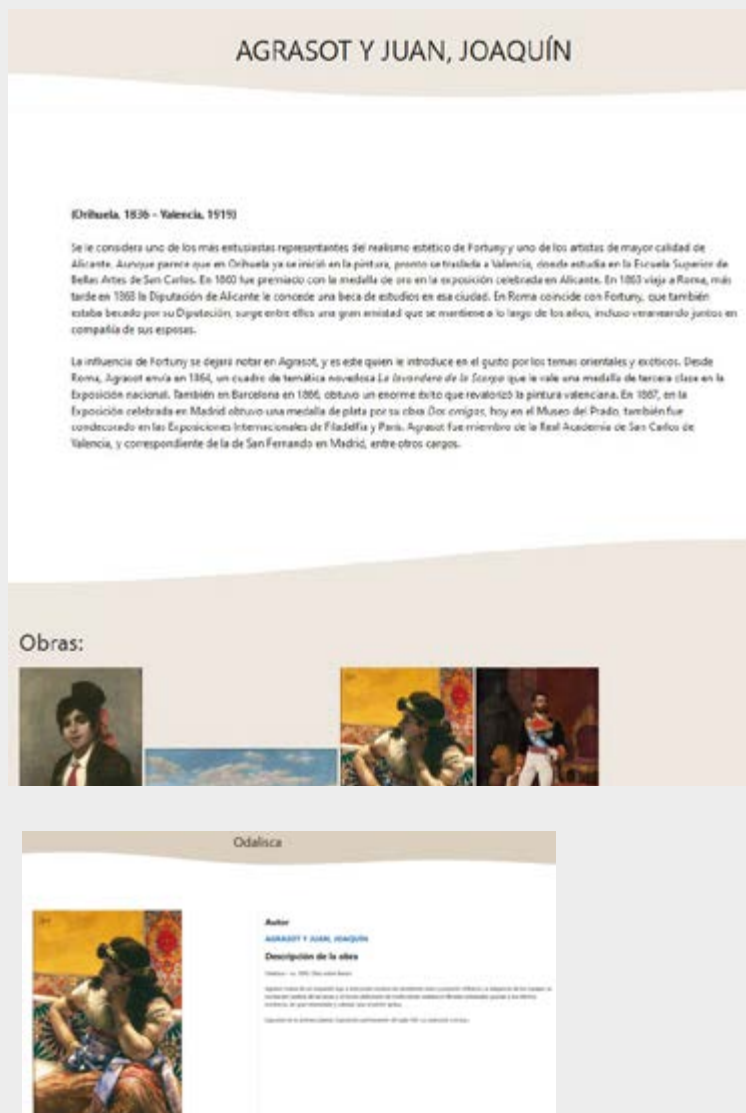 AGRASOT Y JUAN, JOAQUÍN
(Orihuela, 1836 – Valencia, 1919)
Se le considera uno de los más entusiastas representantes del realismo estético de Fortuny y uno de los artistas de mayor calidad de
Alicante. Aunque parece que en Orihuela ya se inició en la pintura, pronto se traslada a Valencia, donde estudia en la Escuela Superior de
Bellas Artes de San Carlos. En 1860 fue premiado con la medalla de oro en la exposición celebrada en Alicante. En 1863 viaja a Roma, más
tarde en 1868 la Diputación de Alicante le concede una beca de estudios en esa ciudad. En Roma coincide con Fortuny, que también
estaba becado por su Diputación, surge entre ellos una gran amistad que se mantiene a lo largo de los años, incluso veraneando juntos en
compañía de sus esposas.
La influencia de Fortuny se dejará notar en Agrasot, y es este quien le introduce en el gusto por los temas orientales y exóticos. Desde
Roma, Agrasot envía en 1864, un cuadro de temática novedosa La lavandera de la Scarpa que le vale una medalla de tercera clase en la
Exposición nacional. También en Barcelona en 1866, obtuvo un enorme éxito que revalorizó la pintura valenciana. En 1867, en la
Exposición celebrada en Madrid obtuvo una medalla de plata por su obra Dos amigos, hoy en el Museo del Prado, también fue
condecorado en las Exposiciones Internacionales de Filadelfia y París. Agrasot fue miembro de la Real Academia de San Carlos de
Valencia, y correspondiente de la de San Fernando en Madrid, entre otros cargos.
Obras:
Odalisca
Autor
AGRASOT Y JUAN, JOAQUÍN
Descripción de la obra